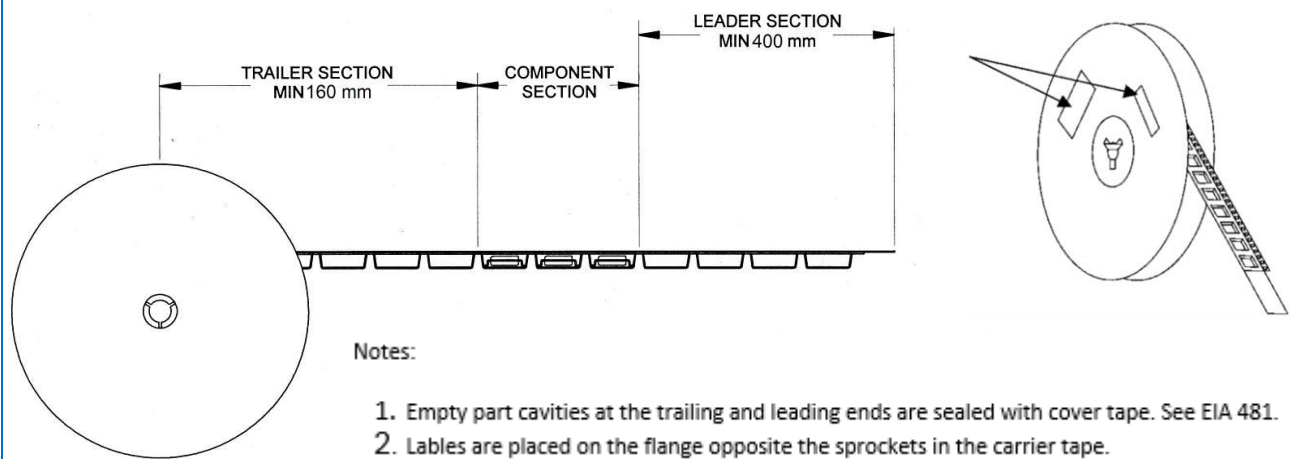 LEADER SECTION
MIN 400 mm
TRAILER SECTION
MIN 160 mm
COMPONENT
SECTION
Notes:
1. Empty part cavities at the trailing and leading ends are sealed with cover tape. See EIA 481.
2. Lables are placed on the flange opposite the sprockets in the carrier tape.